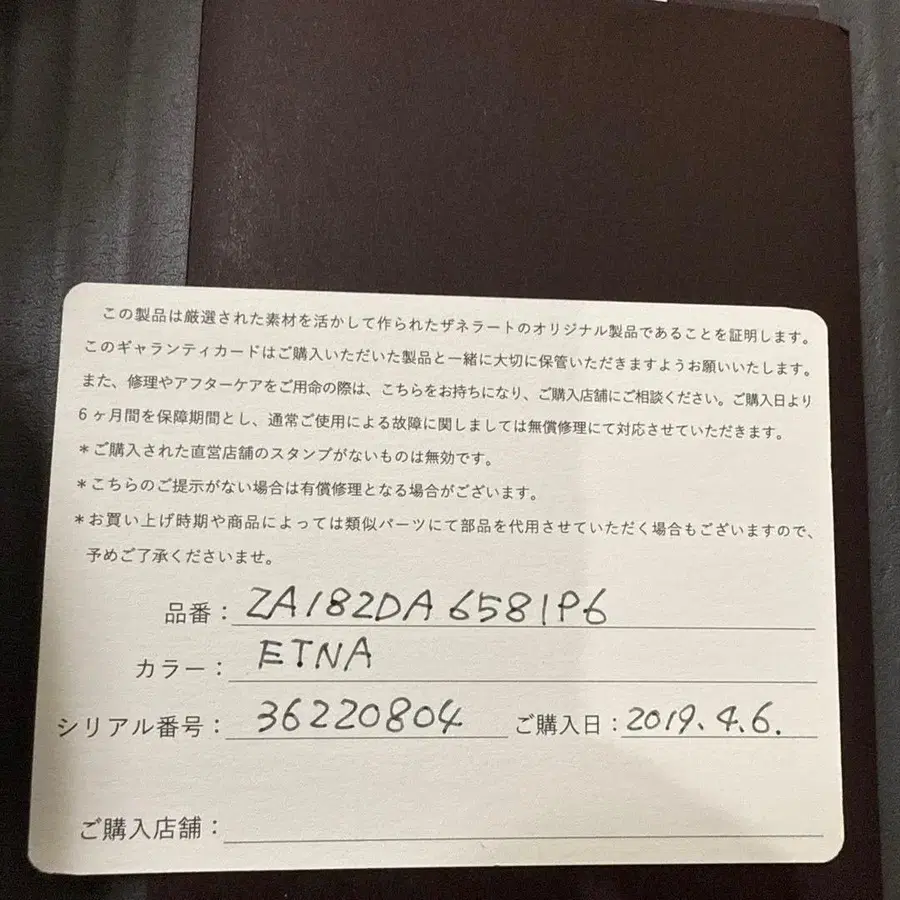 この製品は厳選された素材を活かして作られたザネラートのオリジナル製品であることを証明します。
このギャランティカードはご購入いただいた製品と一緒に大切に保管いただきますようお願いいたします。
また、修理やアフターケアをご用命の際は、こちらをお持ちになり、ご購入店舗にご相談ください。ご購入日より
6ヶ月間を保障期間とし、通常ご使用による故障に関しましては無償修理にて対応させていただきます。
*ご購入された直営店舗のスタンプがないものは無効です。
*こちらのご提示がない場合は有償修理となる場合がございます。
*お買い上げ時期や商品によっては類似パーツにて部品を代用させていただく場合もございますので、
予めご了承くださいませ。
品番：ZA182DA6581P6
カラー：ETNA
シリアル番号：36220804 ご購入日：2019.4.6.
ご購入店舗：